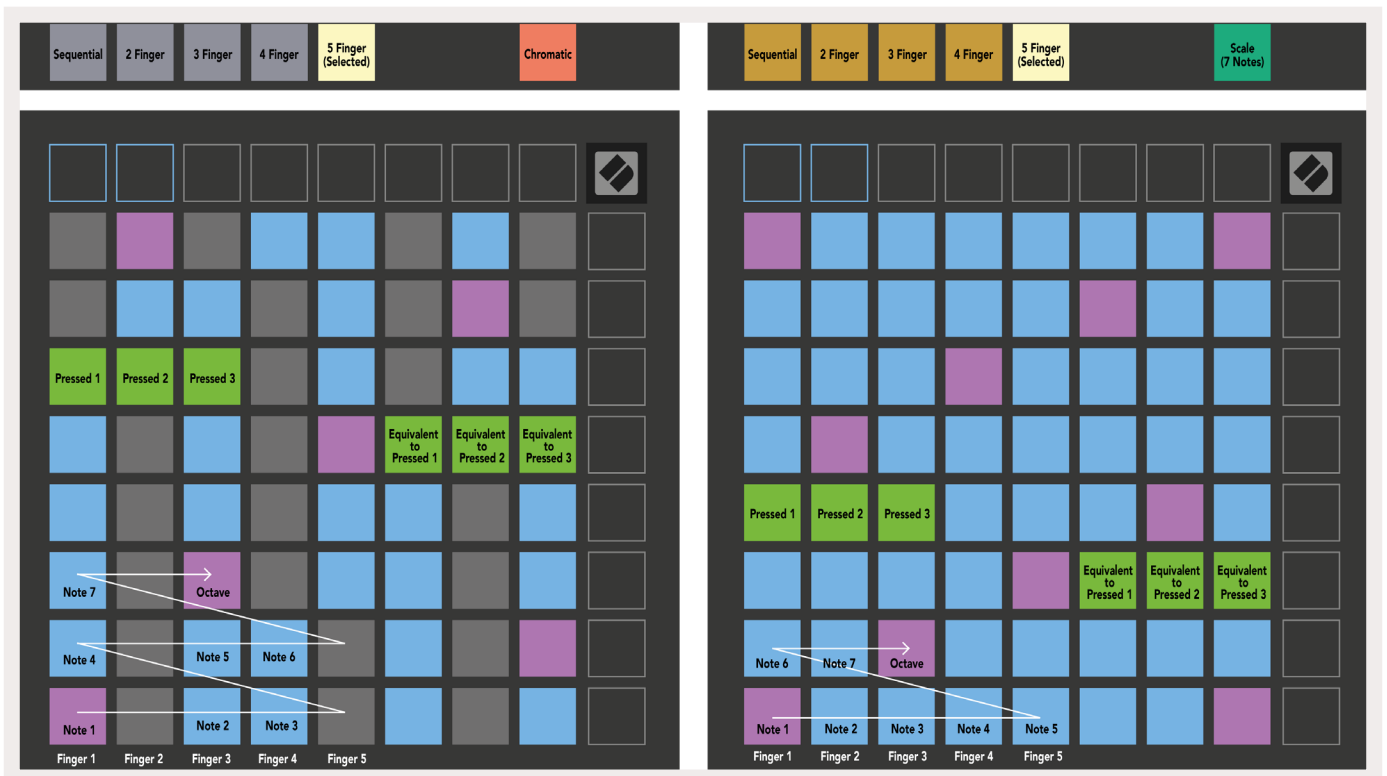 Sequential
2 Finger
3 Finger
4 Finger
5 Finger
(Selected)
Chromatic
Pressed 1
Pressed 2
Pressed 3
Equivalent
to
Pressed 1
Equivalent
to
Pressed 2
Equivalent
to
Pressed 3
Note 7
Octave
Note 4
Note 5
Note 6
Note 1
Note 2
Note 3
Finger 1
Finger 2
Finger 3
Finger 4
Finger 5
Sequential
2 Finger
3 Finger
4 Finger
5 Finger
(Selected)
Scale
(7 Notes)
Pressed 1
Pressed 2
Pressed 3
Equivalent
to
Pressed 1
Equivalent
to
Pressed 2
Equivalent
to
Pressed 3
Note 6
Note 7
Octave
Note 1
Note 2
Note 3
Note 4
Note 5
Finger 1
Finger 2
Finger 3
Finger 4
Finger 5